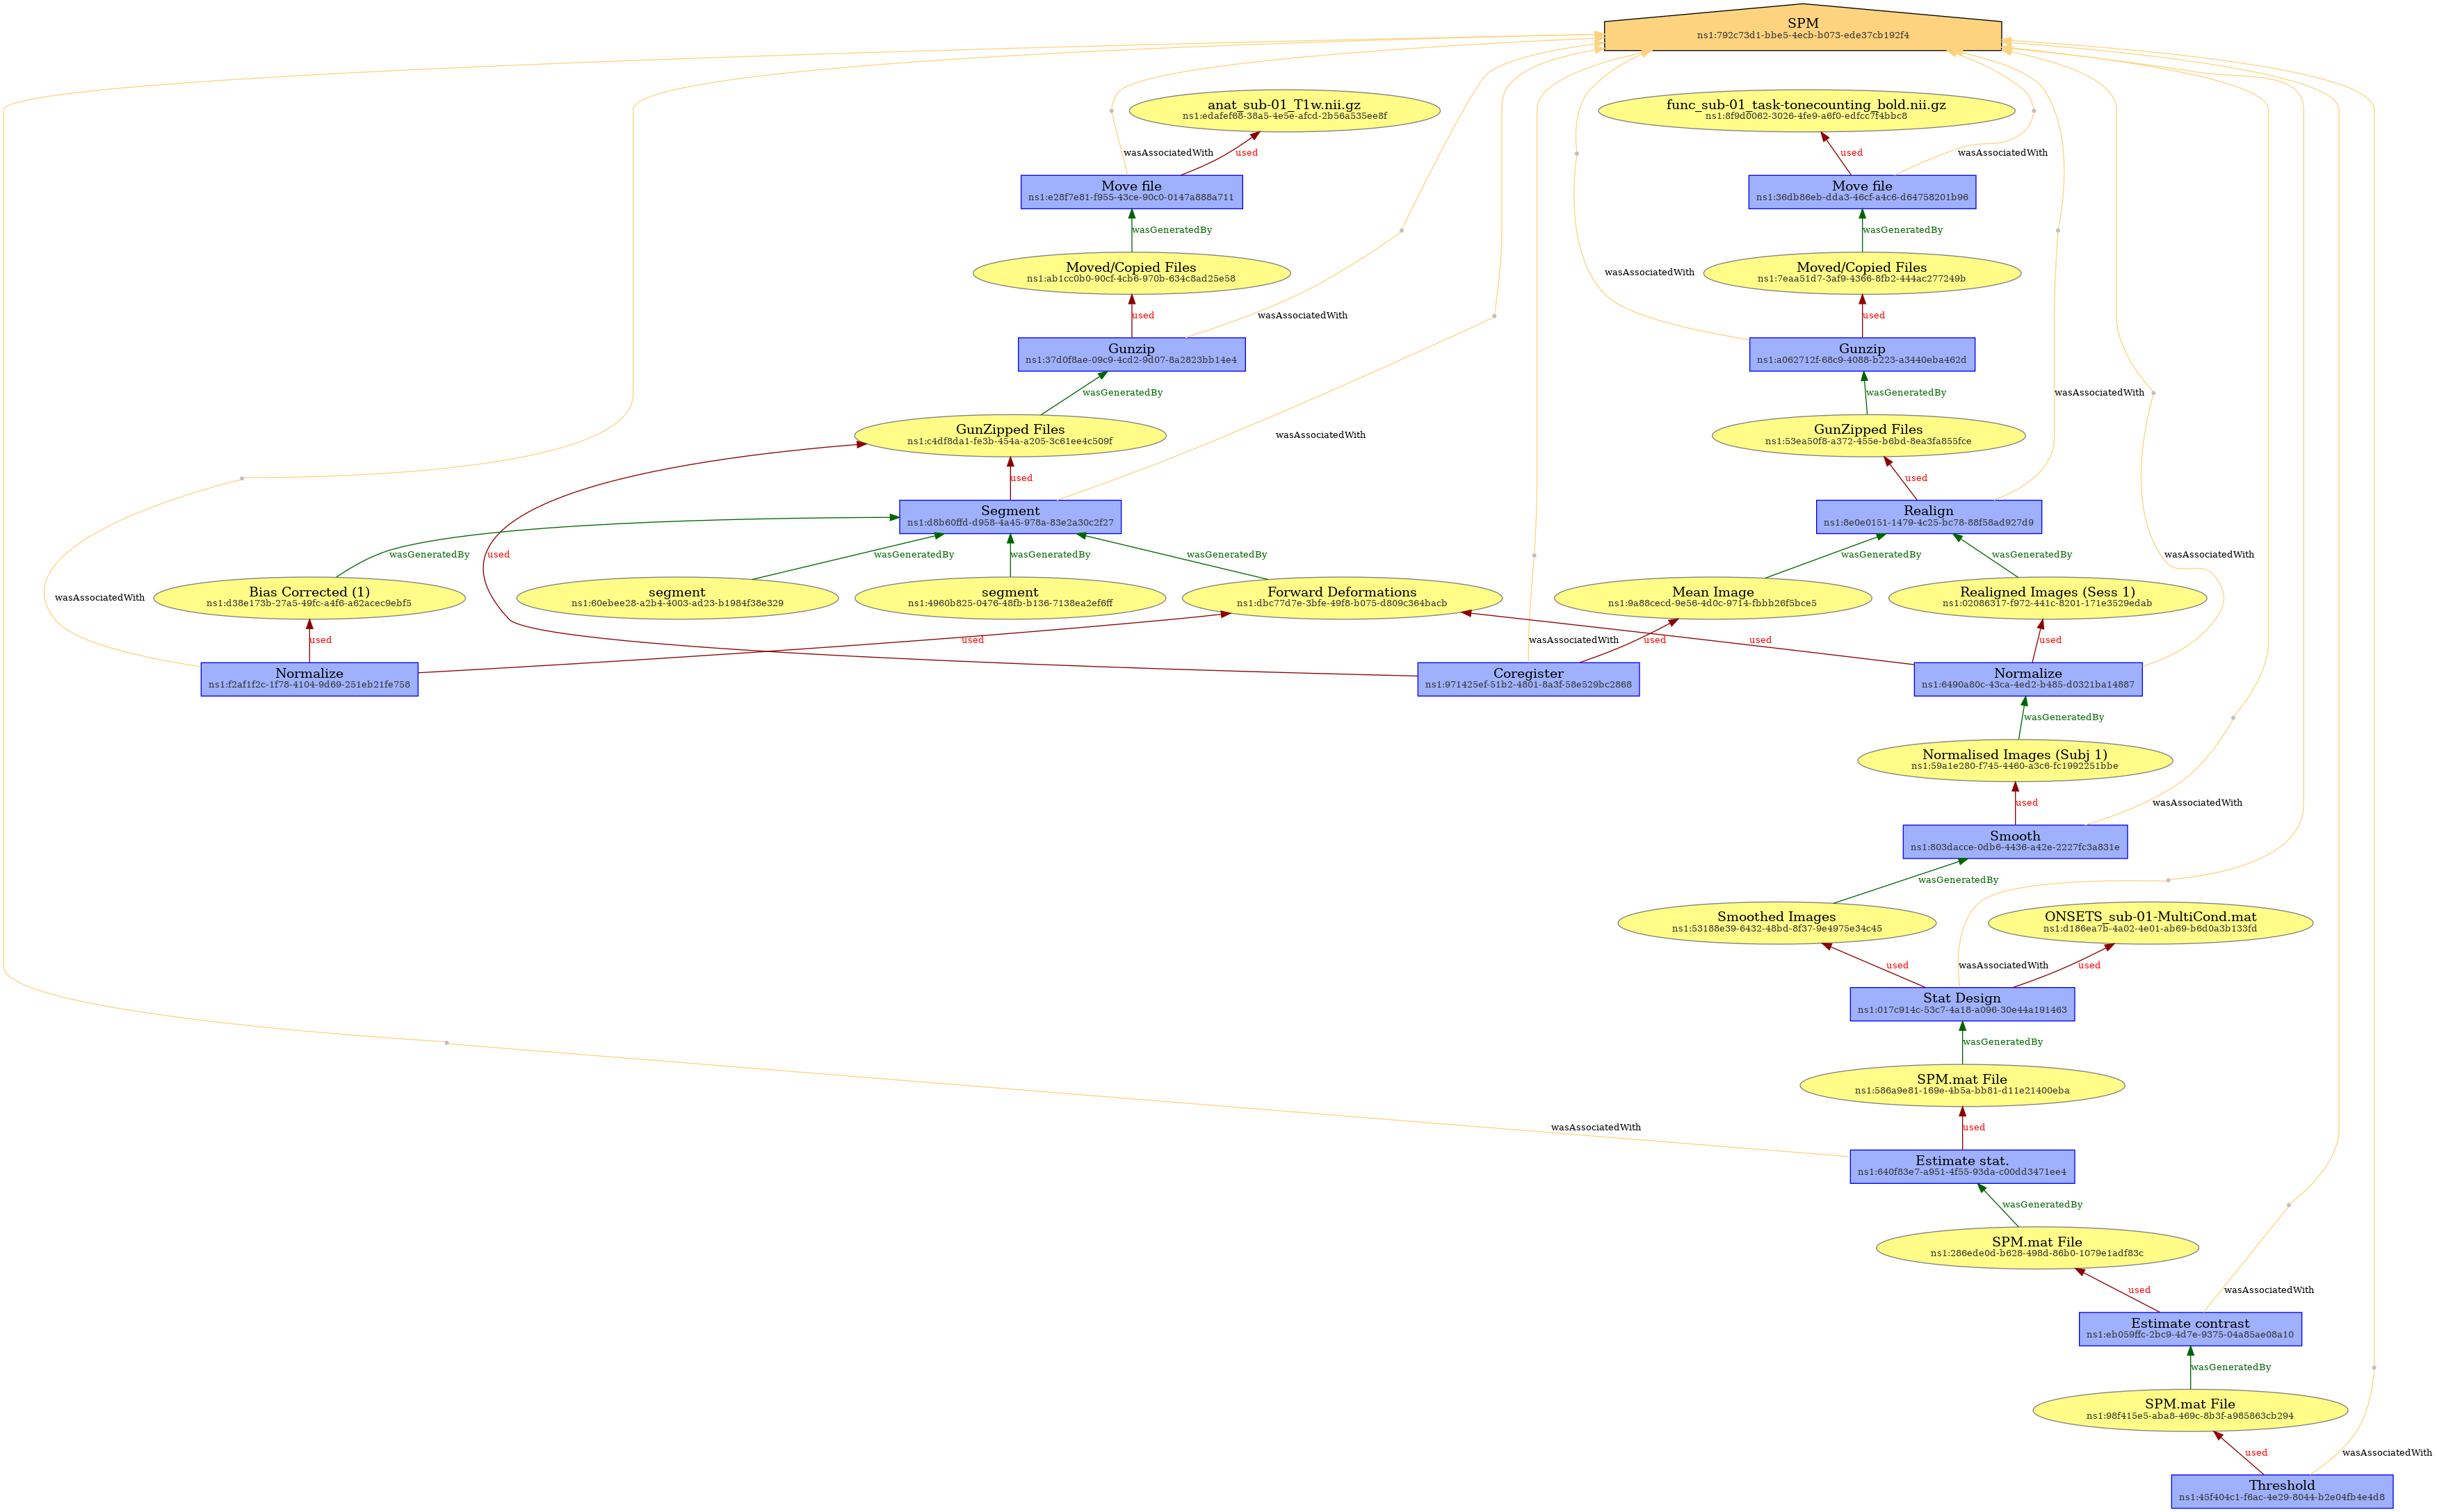 SPM
ns1:792c73d1-bbe5-4ecb-b073-ede37cb192f4
anat_sub-01_T1w.nii.gz
ns1:edafef68-38a5-4e5e-afcd-2b56a535ee8f
func_sub-01_task-tonecounting_bold.nii.gz
ns1:8f9d0062-3026-4fe9-a6f0-edfcc7f4bbc8
wasAssociatedWith
used
used
wasAssociatedWith
Move file
ns1:e28f7e81-f955-43ce-90c0-0147a888a711
Move file
ns1:36db86eb-dda3-46cf-a4c6-d64758201b96
wasGeneratedBy
wasGeneratedBy
Moved/Copied Files
ns1:ab1cc0b0-90cf-4cb6-970b-634c8ad25e58
wasAssociatedWith
Moved/Copied Files
ns1:7eaa51d7-3af9-4366-8fb2-444ac277249b
used
wasAssociatedWith
used
Gunzip
ns1:37d0f8ae-09c9-4cd2-9d07-8a2823bb14e4
Gunzip
ns1:a062712f-68c9-4088-b223-a3440eba462d
wasGeneratedBy
wasGeneratedBy
wasAssociatedWith
GunZipped Files
ns1:c4df8da1-fe3b-454a-a205-3c61ee4c509f
wasAssociatedWith
GunZipped Files
ns1:53ea50f8-a372-455e-b6bd-8ea3fa855fce
used
used
Segment
ns1:d8b60ffd-d958-4a45-978a-83e2a30c2f27
Realign
ns1:8e0e0151-1479-4c25-bc78-88f58ad927d9
wasGeneratedBy
used
wasGeneratedBy
wasGeneratedBy
wasGeneratedBy
wasGeneratedBy
wasGeneratedBy
wasAssociatedWith
wasAssociatedWith
Bias Corrected (1)
ns1:d38e173b-27a5-49fc-a4f6-a62acec9ebf5
segment
ns1:60ebee28-a2b4-4003-ad23-b1984f38e329
segment
ns1:4960b825-0476-48fb-b136-7138ea2ef6ff
Forward Deformations
ns1:dbc77d7e-3bfe-49f8-b075-d809c364bacb
Mean Image
ns1:9a88cecd-9e56-4d0c-9714-fbbb26f5bce5
Realigned Images (Sess 1)
ns1:02086317-f972-441c-8201-171e3529edab
used
used
wasAssociatedWith
used
used
used
Normalize
ns1:f2af1f2c-1f78-4104-9d69-251eb21fe758
Coregister
ns1:971425ef-51b2-4801-8a3f-58e529bc2868
Normalize
ns1:6490a80c-43ca-4ed2-b485-d0321ba14887
wasGeneratedBy
Normalised Images (Subj 1)
ns1:59a1e280-f745-4460-a3c6-fc1992251bbe
used
wasAssociatedWith
Smooth
ns1:803dacce-0db6-4436-a42e-2227fc3a831e
wasGeneratedBy
Smoothed Images
ns1:53188e39-6432-48bd-8f37-9e4975e34c45
ONSETS_sub-01-MultiCond.mat
ns1:d186ea7b-4a02-4e01-ab69-b6d0a3b133fd
used
wasAssociatedWith
used
Stat Design
ns1:017c914c-53c7-4a18-a096-30e44a191463
wasGeneratedBy
SPM.mat File
ns1:586a9e81-169e-4b5a-bb81-d11e21400eba
wasAssociatedWith
used
Estimate stat.
ns1:640f83e7-a951-4f55-93da-c00dd3471ee4
wasGeneratedBy
SPM.mat File
ns1:286ede0d-b628-498d-86b0-1079e1adf83c
used
wasAssociatedWith
Estimate contrast
ns1:eb059ffc-2bc9-4d7e-9375-04a85ae08a10
wasGeneratedBy
SPM.mat File
ns1:98f415e5-aba8-469c-8b3f-a985863cb294
used
wasAssociatedWith
Threshold
ns1:45f404c1-f6ac-4e29-8044-b2e04fb4e4d8